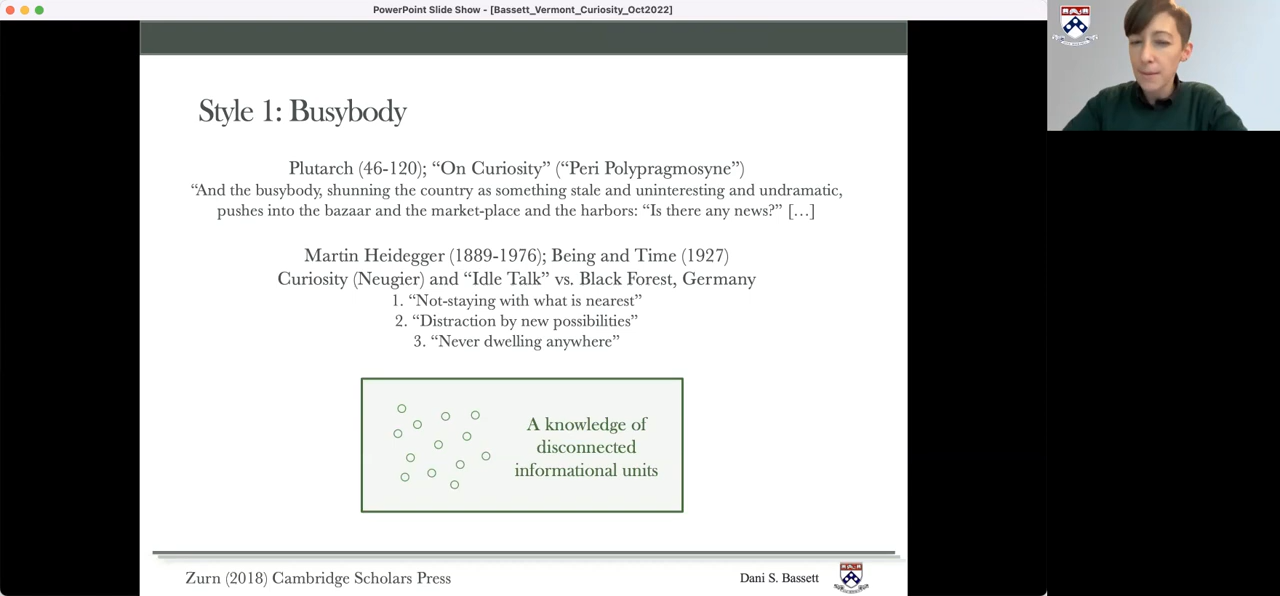 PowerPoint Slide Show - [Bassett_Vermont_Curiosity_Oct2022]
Style 1: Busybody
Plutarch (46-120); “On Curiosity” (“Peri Polypragmosyne”)
“And the busybody, shunning the country as something stale and uninteresting and undramatic,
pushes into the bazaar and the market-place and the harbors: “Is there any news?” […]
Martin Heidegger (1889-1976); Being and Time (1927)
Curiosity (Neugier) and “Idle Talk” vs. Black Forest, Germany
1. “Not-staying with what is nearest”
2. “Distraction by new possibilities”
3. “Never dwelling anywhere”
A knowledge of
disconnected
informational units
Zurn (2018) Cambridge Scholars Press
Dani S. Bassett